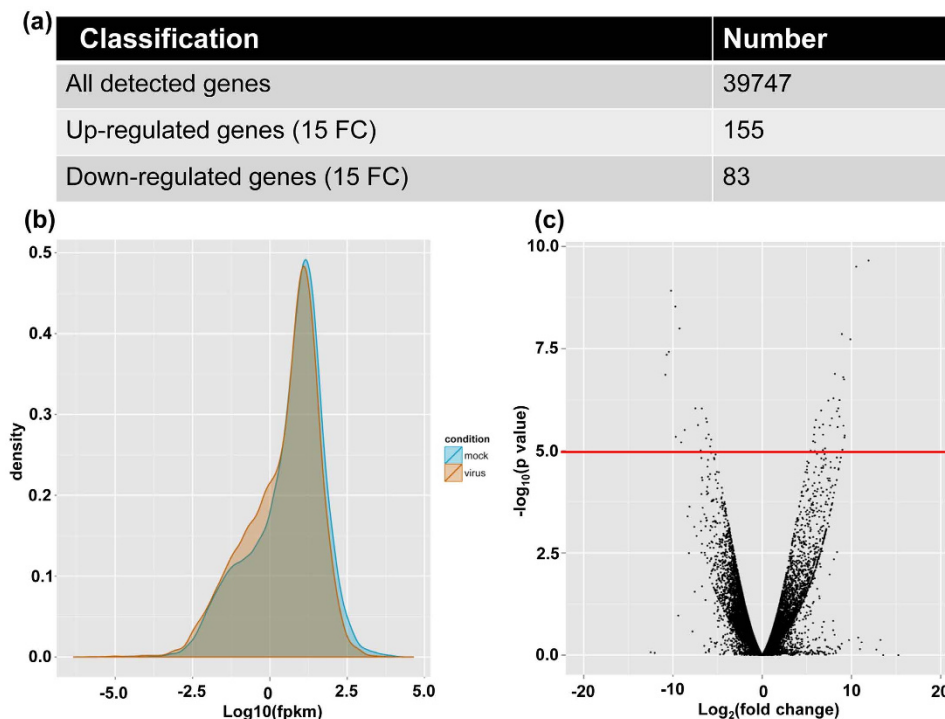 (a)
Classification Number
All detected genes 39747
Up-regulated genes (15 FC) 155
Down-regulated genes (15 FC) 83
(b)
0.5
0.4
0.3
0.2
0.1
0.0
density
-5.0 -2.5 0 2.5 5.0
Log10(fpkm)
condition
mock
virus
(c)
10.0
7.5
5.0
2.5
0.0
-log10(p value)
-20 -10 0 10 20
Log2(fold change)